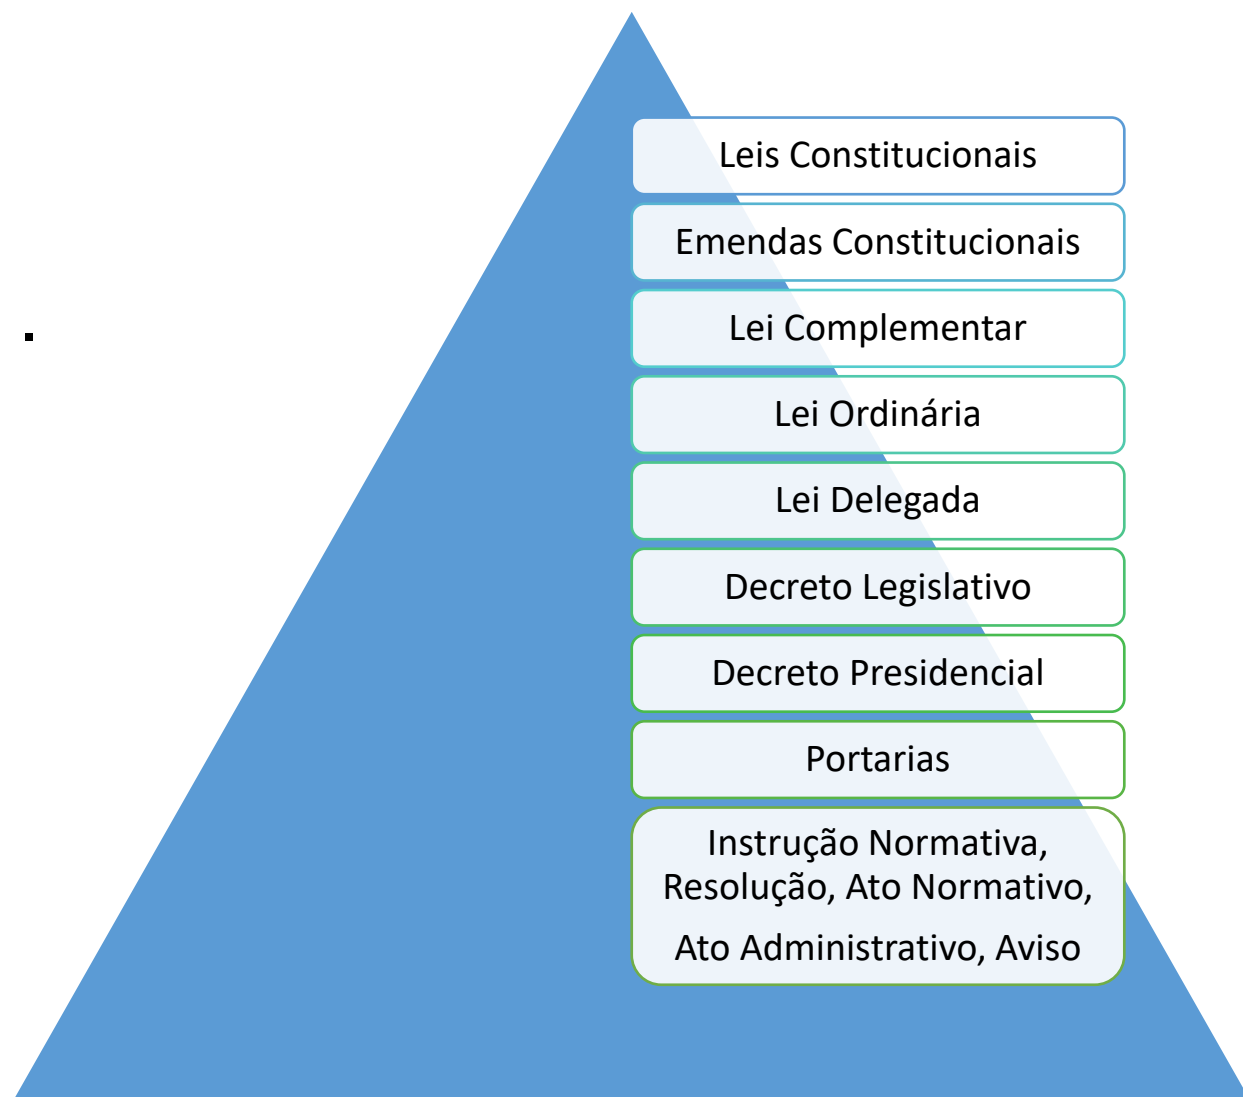 Leis Constitucionais
Emendas Constitucionais
Lei Complementar
Lei Ordinária
Lei Delegada
Decreto Legislativo
Decreto Presidencial
Portarias
Instrução Normativa,
Resolução, Ato Normativo,
Ato Administrativo, Aviso